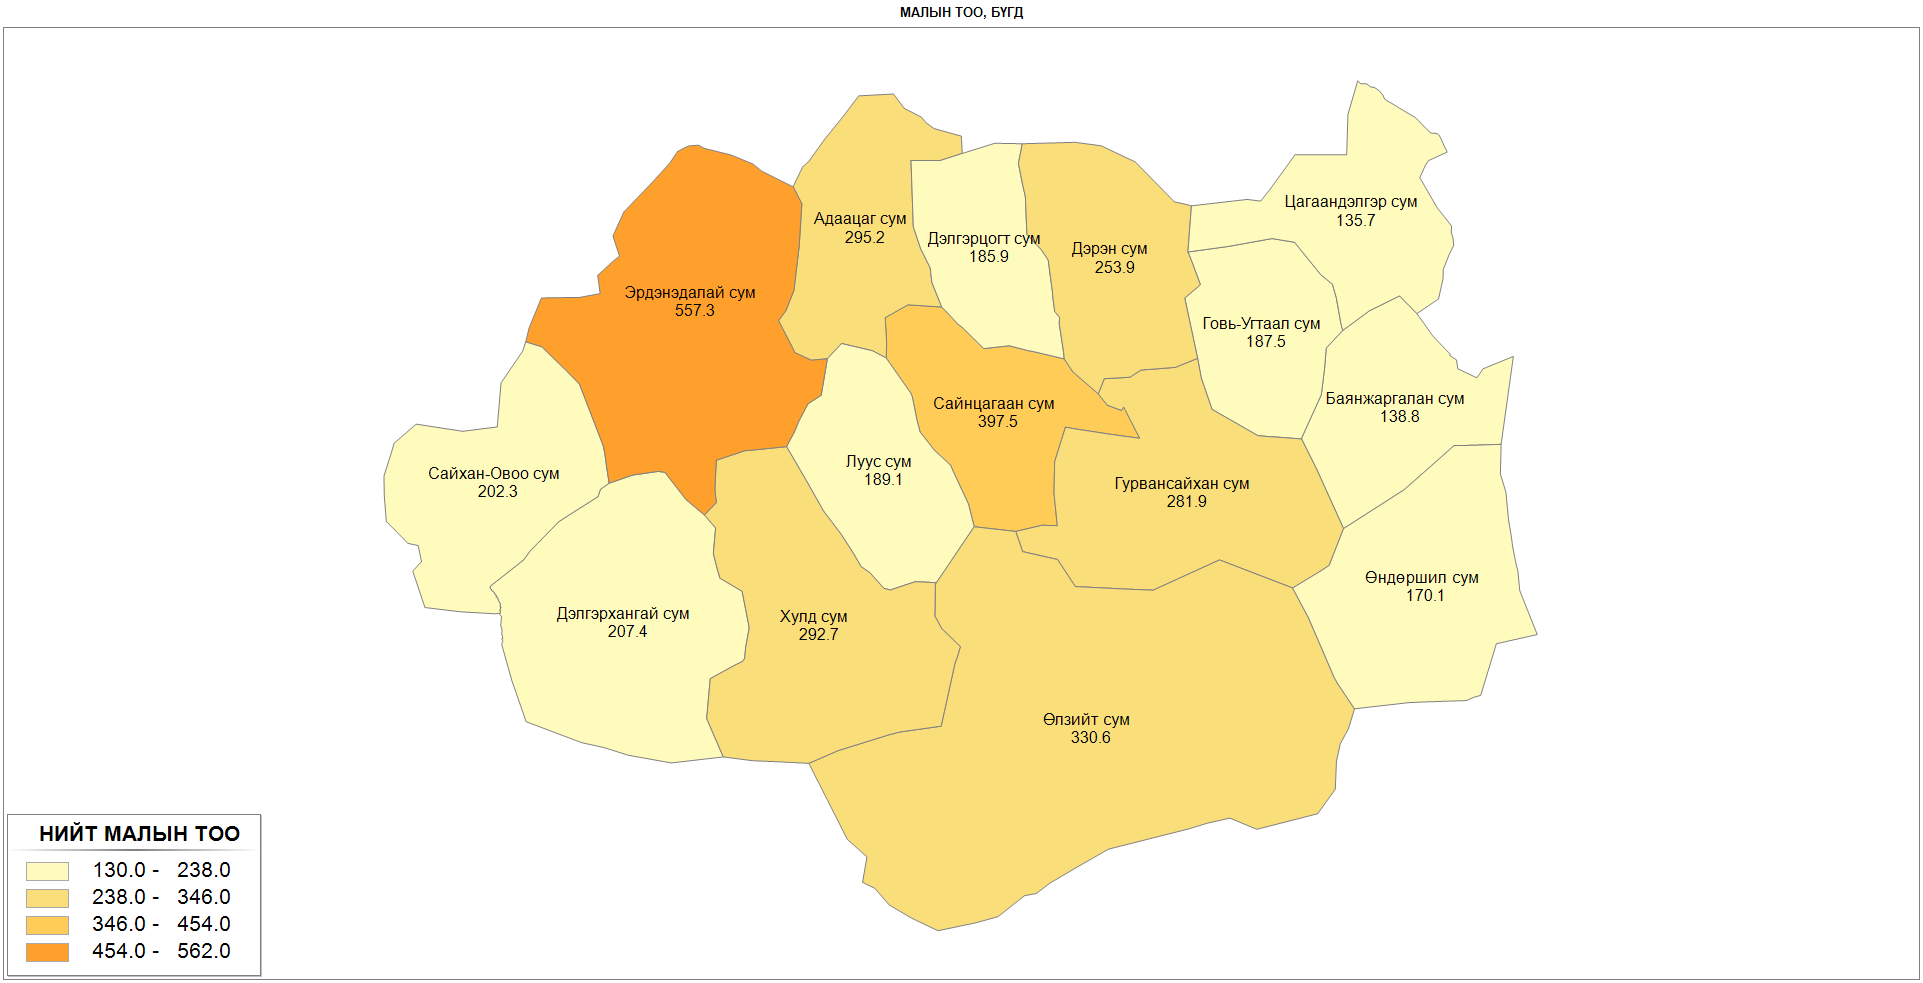 МАЛЫН ТОО, БҮГД
Цагаандэлгэр сум
135.7
Адаацаг сум
295.2
Дэлгэрцогт сум
185.9
Дэрэн сум
253.9
Эрдэнэдалай сум
557.3
Говь-Угтаал сум
187.5
Сайнцагаан сум
397.5
Баянжаргалан сум
138.8
Луус сум
189.1
Сайхан-Овоо сум
202.3
Гурвансайхан сум
281.9
Өндөршил сум
170.1
Дэлгэрхангай сум
207.4
Хулд сум
292.7
Өлзийт сум
330.6
НИЙТ МАЛЫН ТОО
130.0 - 238.0
238.0 - 346.0
346.0 - 454.0
454.0 - 562.0